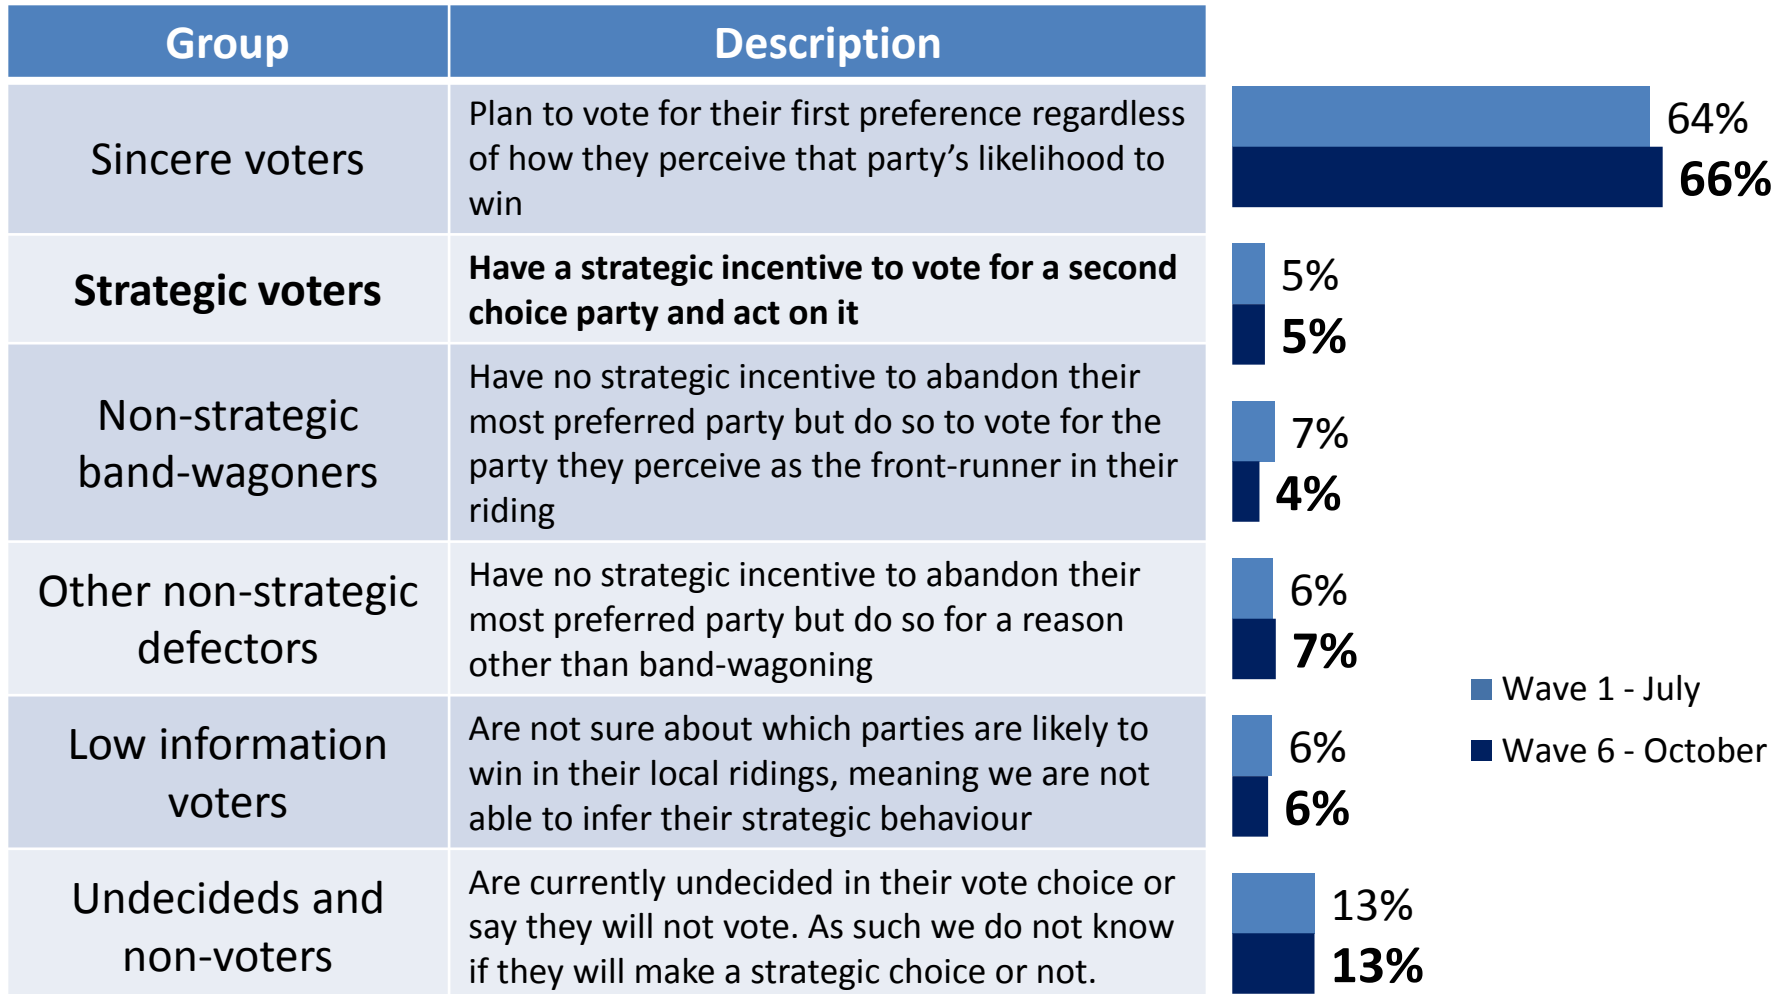 Group
Description
Sincere voters
Plan to vote for their first preference regardless
of how they perceive that party’s likelihood to
win
64%
66%
Strategic voters
Have a strategic incentive to vote for a second
choice party and act on it
5%
5%
Non-strategic
band-wagoners
Have no strategic incentive to abandon their
most preferred party but do so to vote for the
party they perceive as the front-runner in their
riding
7%
4%
Other non-strategic
defectors
Have no strategic incentive to abandon their
most preferred party but do so for a reason
other than band-wagoning
6%
7%
Low information
voters
Are not sure about which parties are likely to
win in their local ridings, meaning we are not
able to infer their strategic behaviour
6%
6%
Wave 1 - July
Wave 6 - October
Undecideds and
non-voters
Are currently undecided in their vote choice or
say they will not vote. As such we do not know
if they will make a strategic choice or not.
13%
13%